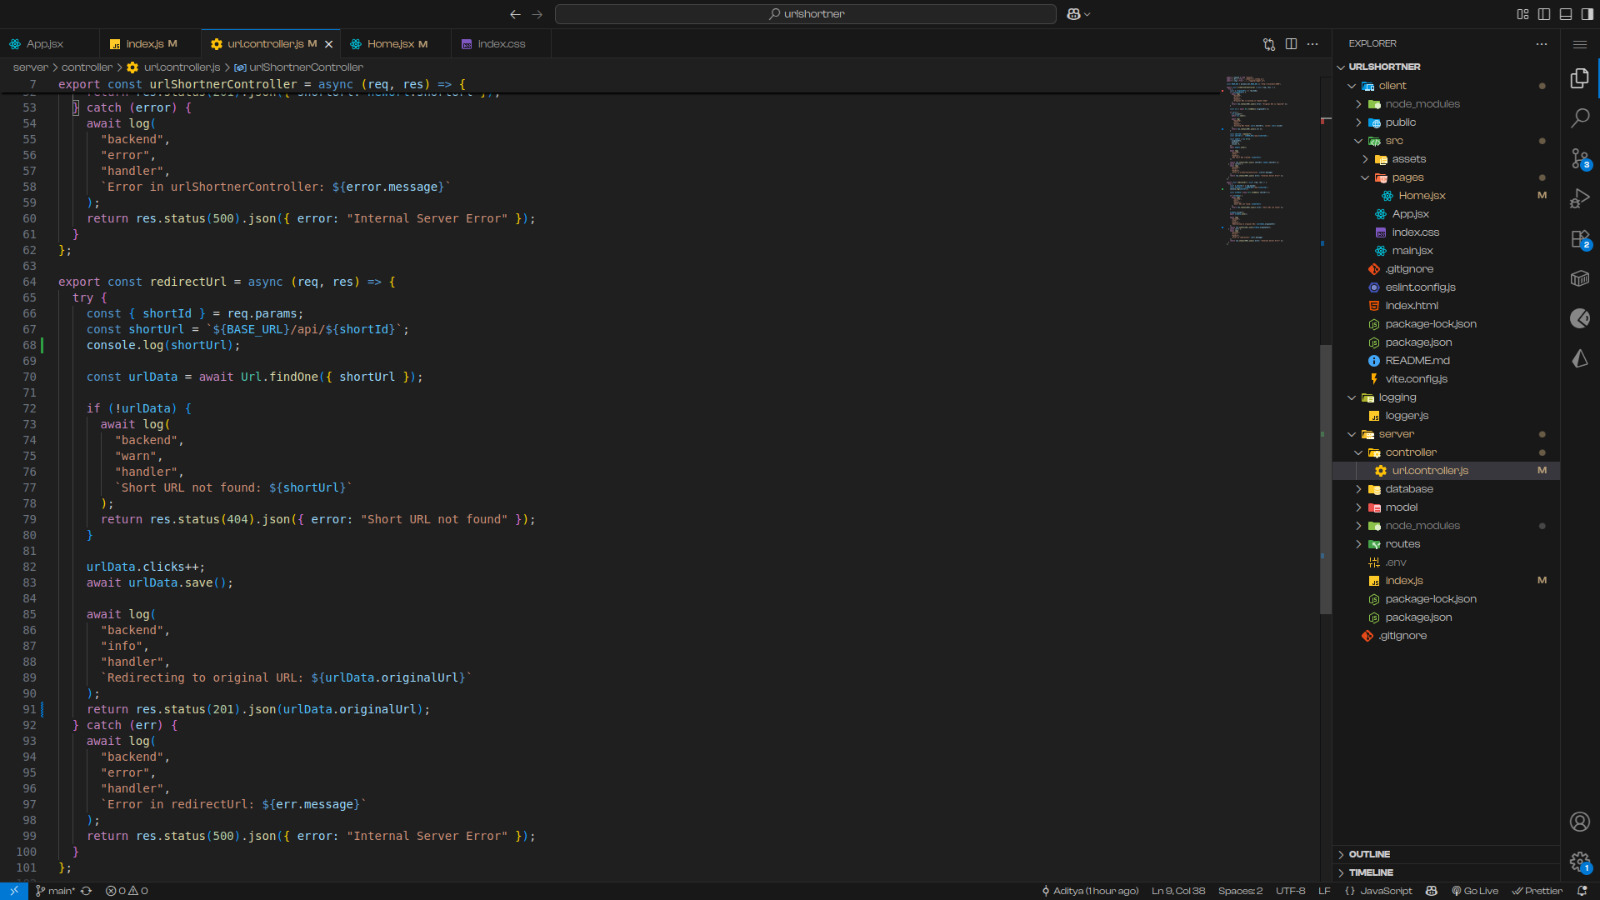 urlshortner
App.jsx
index.js M
url.controller.js M
Home.jsx M
index.css
server > controller > url.controller.js > urlShortnerController
7 export const urlShortnerController = async (req, res) => {
53 } catch (error) {
54 await log(
55 "backend",
56 "error",
57 "handler",
58 `Error in urlShortnerController: ${error.message}`
59 );
60 return res.status(500).json({ error: "Internal Server Error" });
61 }
62 };
63
64 export const redirectUrl = async (req, res) => {
65 try {
66 const { shortId } = req.params;
67 const shortUrl = `${BASE_URL}/api/${shortId}`;
68 console.log(shortUrl);
69
70 const urlData = await Url.findOne({ shortUrl });
71
72 if (!urlData) {
73 await log(
74 "backend",
75 "warn",
76 "handler",
77 `Short URL not found: ${shortUrl}`
78 );
79 return res.status(404).json({ error: "Short URL not found" });
80 }
81
82 urlData.clicks++;
83 await urlData.save();
84
85 await log(
86 "backend",
87 "info",
88 "handler",
89 `Redirecting to original URL: ${urlData.originalUrl}`
90 );
91 return res.status(201).json(urlData.originalUrl);
92 } catch (err) {
93 await log(
94 "backend",
95 "error",
96 "handler",
97 `Error in redirectUrl: ${err.message}`
98 );
99 return res.status(500).json({ error: "Internal Server Error" });
100 }
101 };
EXPLORER
URLSHORTNER
client
node_modules
public
src
assets
pages
Home.jsx M
App.jsx
index.css
main.jsx
.gitignore
eslint.config.js
index.html
package-lock.json
package.json
README.md
vite.config.js
logging
logger.js
server
controller
url.controller.js M
database
model
node_modules
routes
.env
index.js M
package-lock.json
package.json
.gitignore
OUTLINE
TIMELINE
3
2
1
main* 0 0
Aditya (1 hour ago) Ln 9, Col 38 Spaces: 2 UTF-8 LF {} JavaScript Go Live Prettier